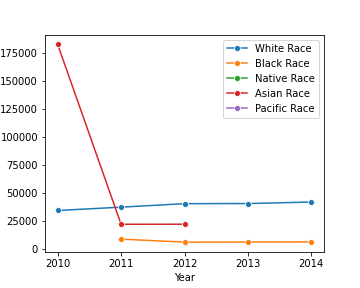 175000
150000
125000
100000
75000
50000
25000
0
2010 2011 2012 2013 2014
Year
White Race
Black Race
Native Race
Asian Race
Pacific Race